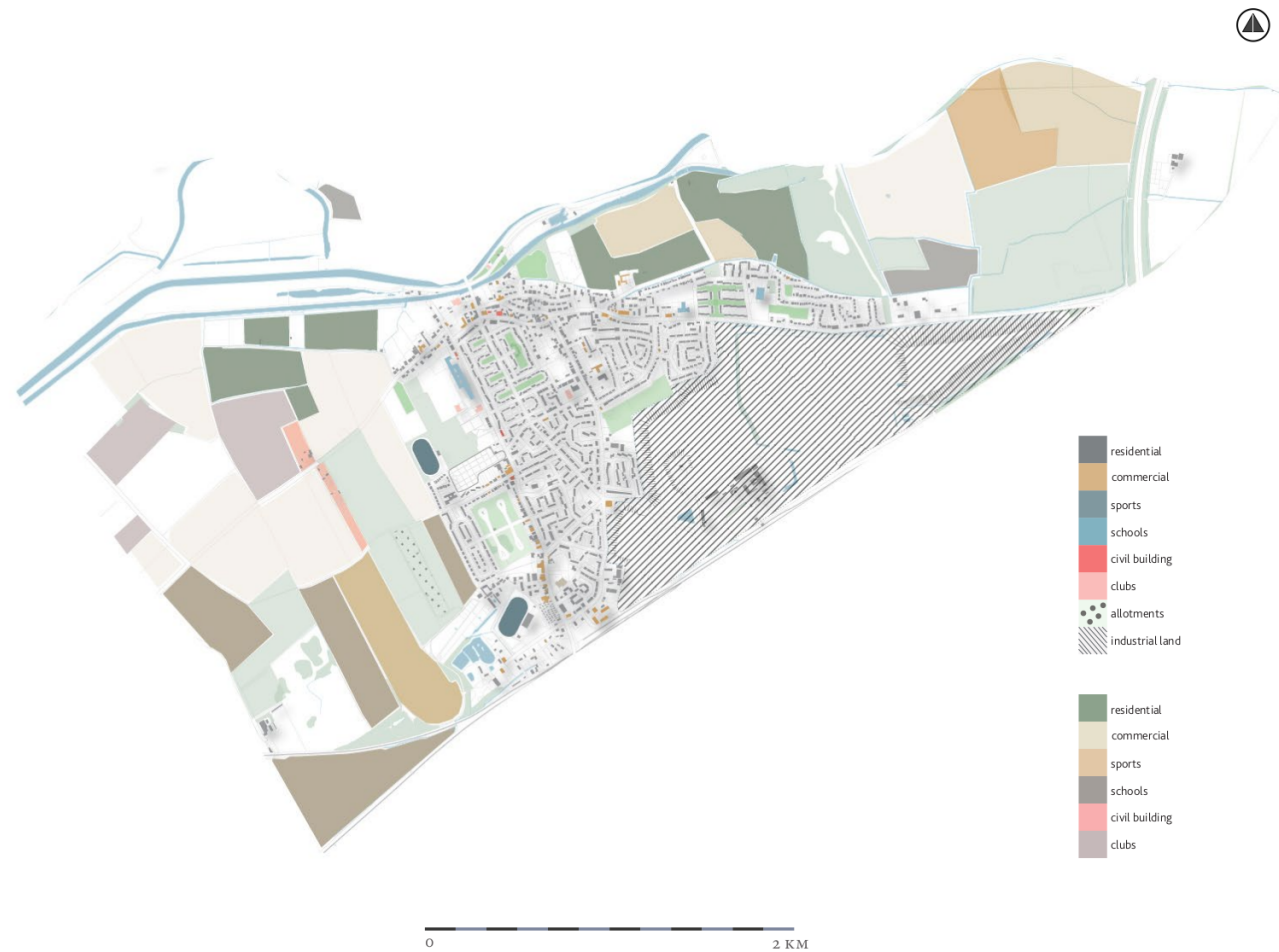 residential
commercial
sports
schools
civil building
clubs
allotments
industrial land
residential
commercial
sports
schools
civil building
clubs
0 2 KM